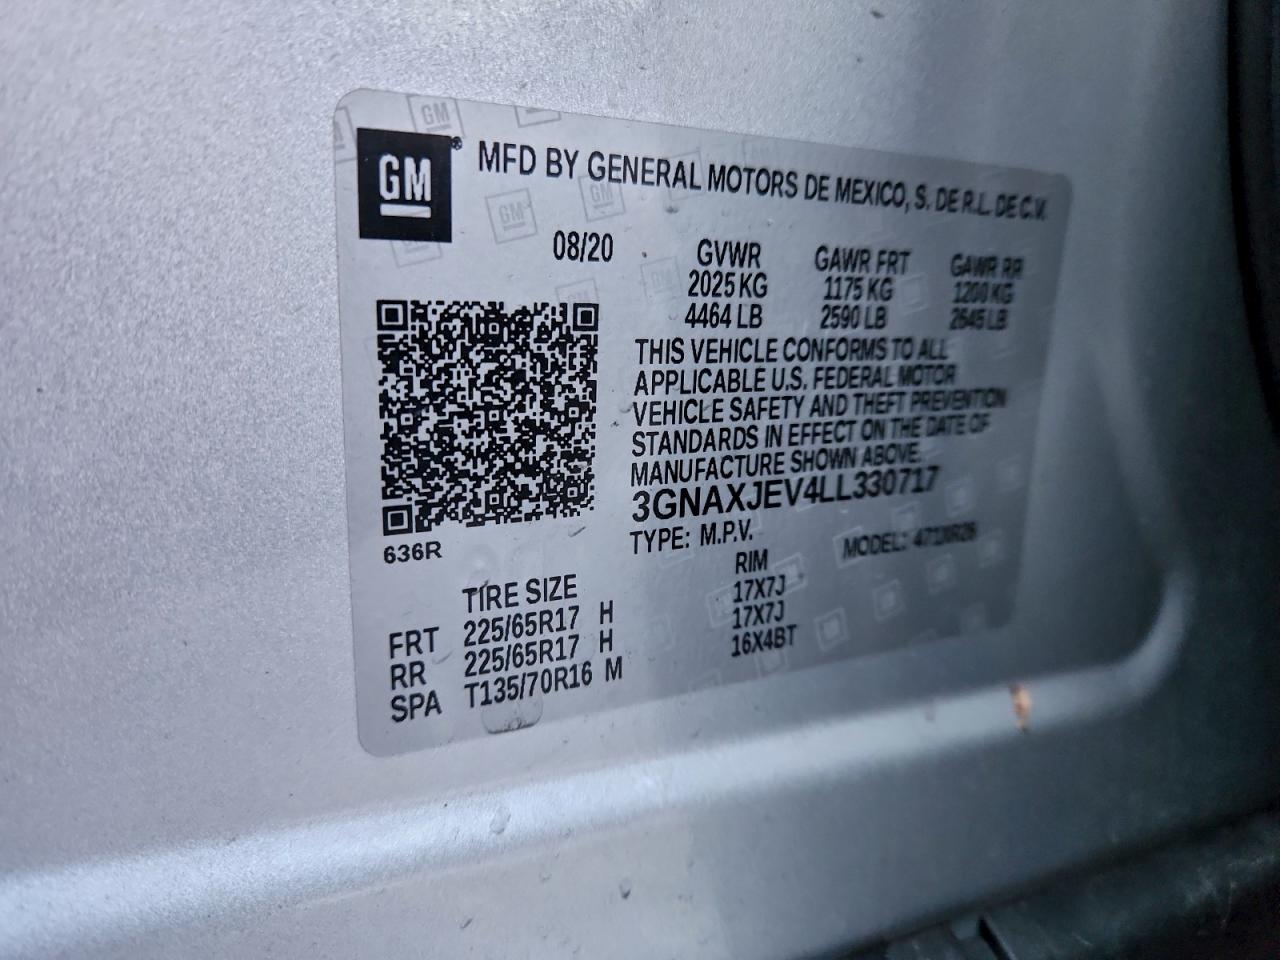 GM
MFD BY GENERAL MOTORS DE MEXICO, S. DE R.L. DE C.V.
08/20
GVWR GAWR FRT GAWR RR
2025 KG 1175 KG 1200 KG
4464 LB 2590 LB 2645 LB
THIS VEHICLE CONFORMS TO ALL
APPLICABLE U.S. FEDERAL MOTOR
VEHICLE SAFETY AND THEFT PREVENTION
STANDARDS IN EFFECT ON THE DATE OF
MANUFACTURE SHOWN ABOVE.
3GNAXJEV4LL330717
636R
TYPE: M.P.V. MODEL:
TIRE SIZE RIM
FRT 225/65R17 H 17X7J
RR 225/65R17 H 17X7J
SPA T135/70R16 M 16X4BT